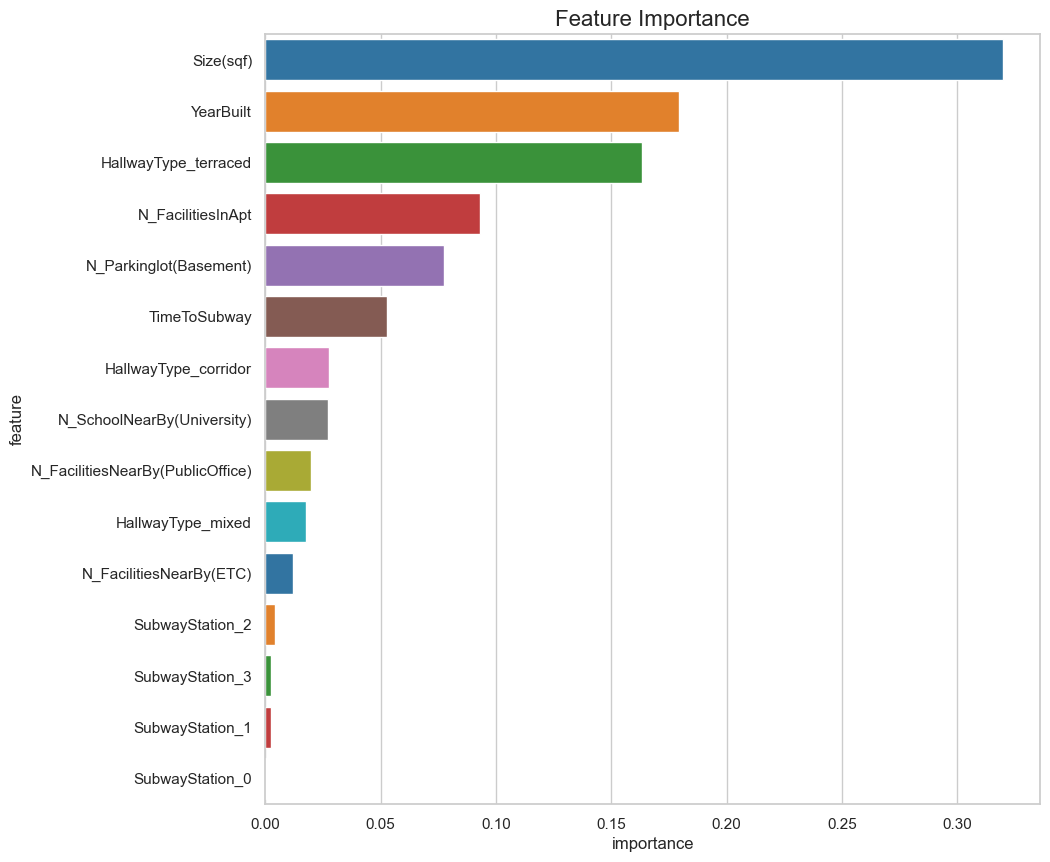 Feature Importance
Size(sqf)
YearBuilt
HallwayType_terraced
N_FacilitiesInApt
N_Parkinglot(Basement)
TimeToSubway
HallwayType_corridor
N_SchoolNearBy(University)
N_FacilitiesNearBy(PublicOffice)
HallwayType_mixed
N_FacilitiesNearBy(ETC)
SubwayStation_2
SubwayStation_3
SubwayStation_1
SubwayStation_0
feature
0.00 0.05 0.10 0.15 0.20 0.25 0.30
importance